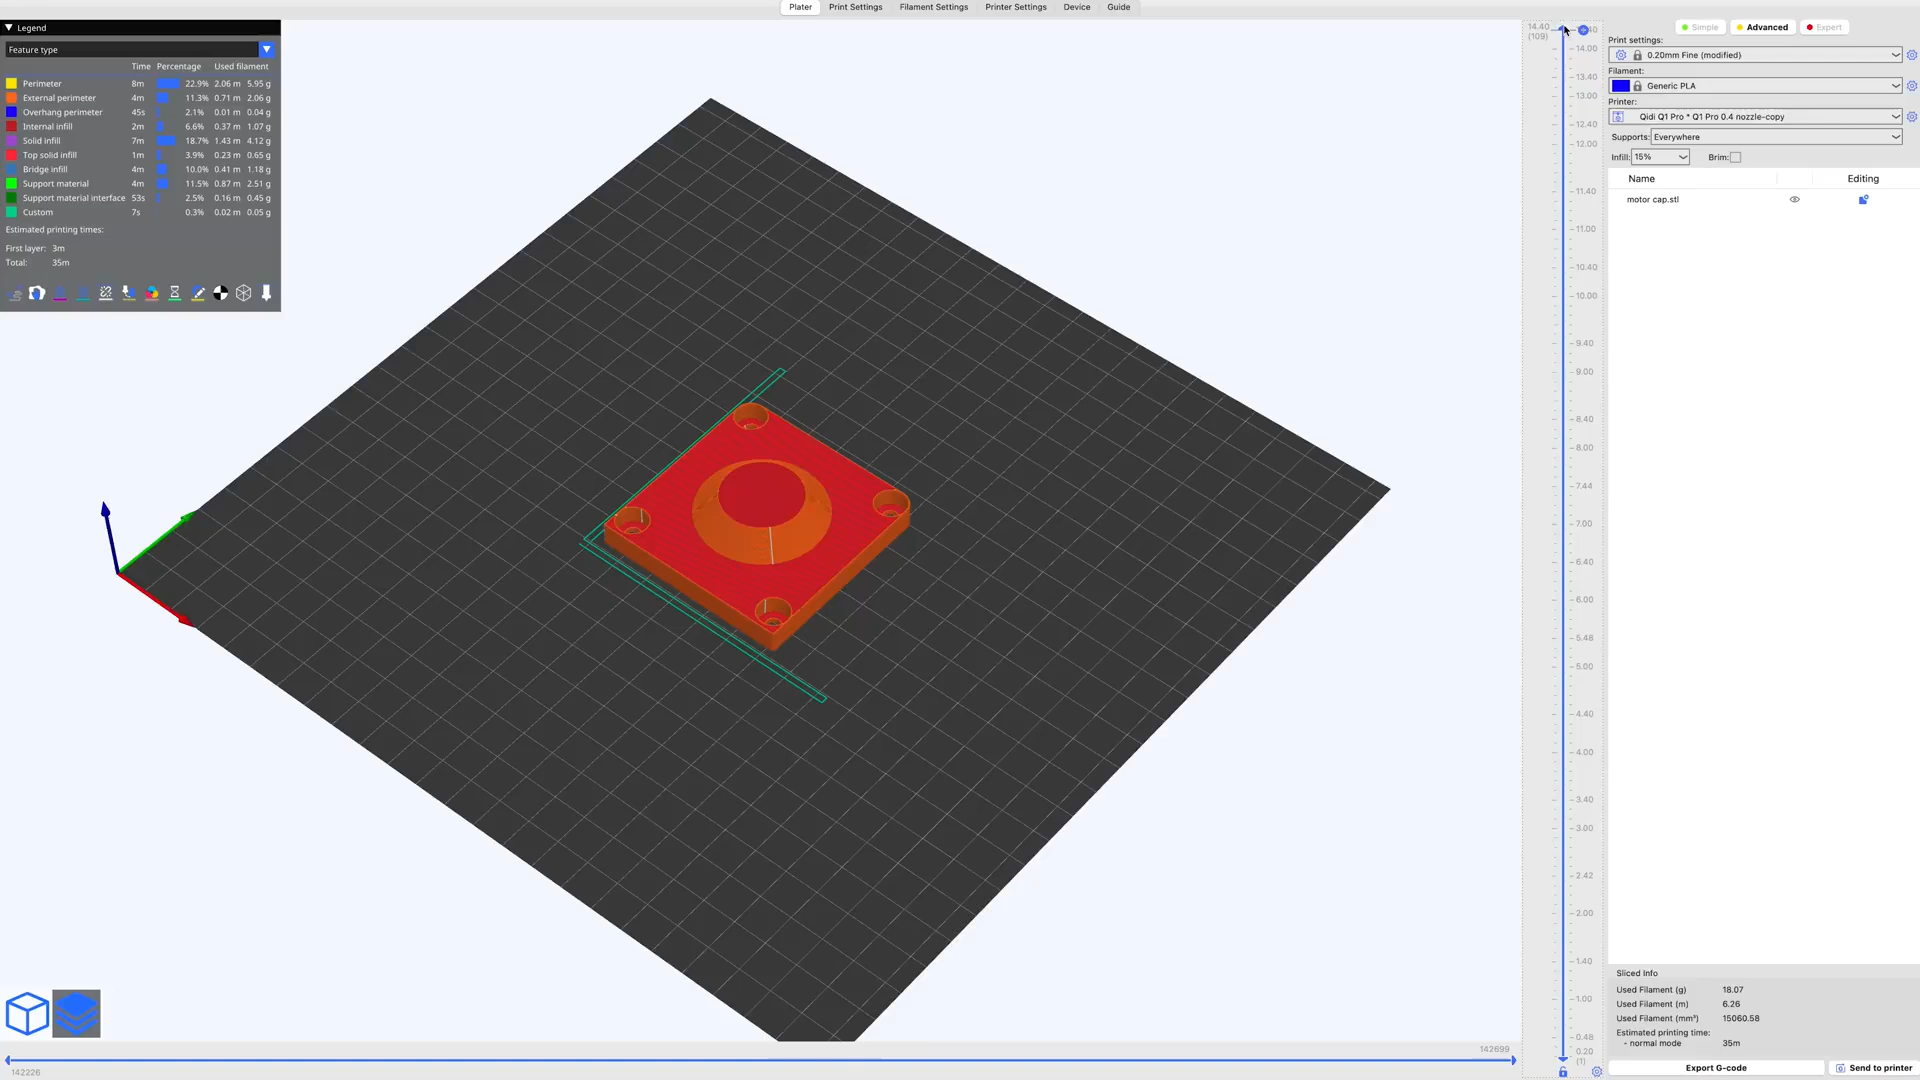 Plater Print Settings Filament Settings Printer Settings Device Guide
Legend
Feature type
Time Percentage Used filament
Perimeter 8m 22.9% 2.06 m 5.95 g
External perimeter 4m 11.3% 0.71 m 2.06 g
Overhang perimeter 45s 2.1% 0.01 m 0.04 g
Internal infill 2m 6.6% 0.37 m 1.07 g
Solid infill 7m 18.7% 1.43 m 4.12 g
Top solid infill 1m 3.9% 0.23 m 0.65 g
Bridge infill 4m 10.0% 0.41 m 1.18 g
Support material 4m 11.5% 0.87 m 2.51 g
Support material interface 53s 2.5% 0.16 m 0.45 g
Custom 7s 0.3% 0.02 m 0.05 g
Estimated printing times:
First layer: 3m
Total: 35m
14.40
(109)
14.00
13.40
13.00
12.40
12.00
11.40
11.00
10.40
10.00
9.40
9.00
8.40
8.00
7.44
7.00
6.40
6.00
5.48
5.00
4.40
4.00
3.40
3.00
2.42
2.00
1.40
1.00
0.48
0.20
(1)
Simple Advanced Expert
Print settings:
0.20mm Fine (modified)
Filament:
Generic PLA
Printer:
Qidi Q1 Pro * Q1 Pro 0.4 nozzle-copy
Supports: Everywhere
Infill: 15% Brim:
Name Editing
motor cap.stl
Sliced Info
Used Filament (g) 18.07
Used Filament (m) 6.26
Used Filament (mm³) 15060.58
Estimated printing time:
- normal mode 35m
Export G-code Send to printer
142699
142226